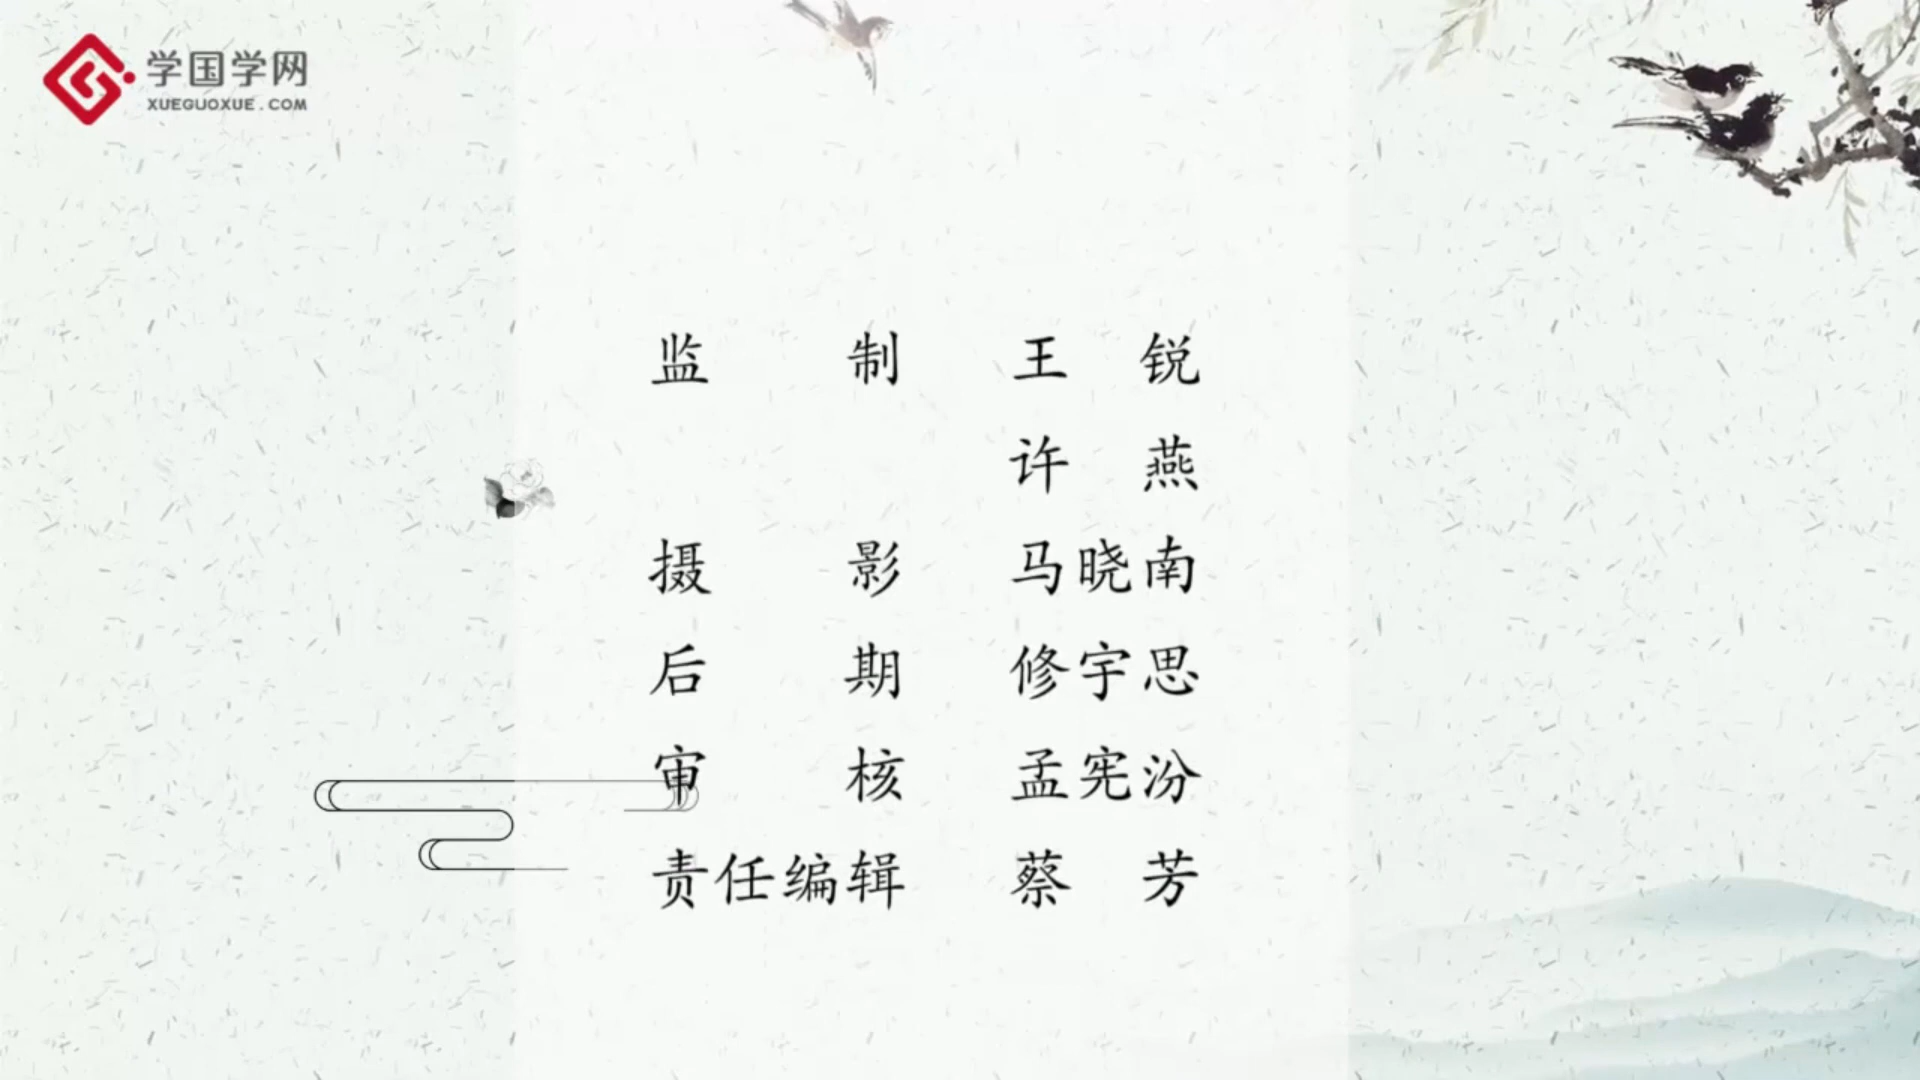 学国学网
XUEGUOXUE.COM
监制 王锐
许燕
摄影 马晓南
后期 修宇思
审核 孟宪汾
责任编辑 蔡芳